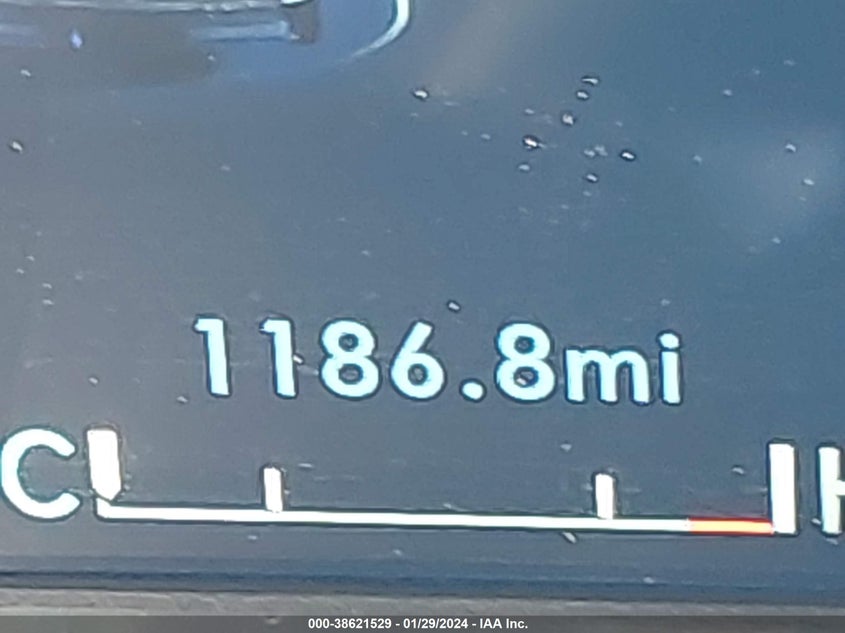 1186.8mi
C H
000-38621529 - 01/29/2024 - IAA Inc.